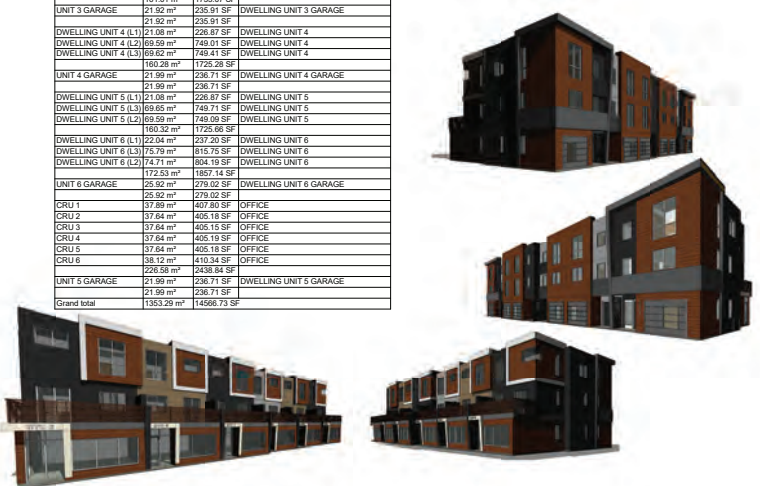 UNIT 3 GARAGE 21.92 m² 235.91 SF DWELLING UNIT 3 GARAGE
21.92 m² 235.91 SF
DWELLING UNIT 4 (L1) 21.08 m² 226.87 SF DWELLING UNIT 4
DWELLING UNIT 4 (L2) 69.59 m² 749.01 SF DWELLING UNIT 4
DWELLING UNIT 4 (L3) 69.62 m² 749.41 SF DWELLING UNIT 4
160.28 m² 1725.28 SF
UNIT 4 GARAGE 21.99 m² 236.71 SF DWELLING UNIT 4 GARAGE
21.99 m² 236.71 SF
DWELLING UNIT 5 (L1) 21.08 m² 226.87 SF DWELLING UNIT 5
DWELLING UNIT 5 (L3) 69.65 m² 749.71 SF DWELLING UNIT 5
DWELLING UNIT 5 (L2) 69.59 m² 749.09 SF DWELLING UNIT 5
160.32 m² 1725.66 SF
DWELLING UNIT 6 (L1) 22.04 m² 237.20 SF DWELLING UNIT 6
DWELLING UNIT 6 (L3) 75.79 m² 815.75 SF DWELLING UNIT 6
DWELLING UNIT 6 (L2) 74.71 m² 804.19 SF DWELLING UNIT 6
172.53 m² 1857.14 SF
UNIT 6 GARAGE 25.92 m² 279.02 SF DWELLING UNIT 6 GARAGE
25.92 m² 279.02 SF
CRU 1 37.89 m² 407.80 SF OFFICE
CRU 2 37.64 m² 405.18 SF OFFICE
CRU 3 37.64 m² 405.15 SF OFFICE
CRU 4 37.64 m² 405.19 SF OFFICE
CRU 5 37.64 m² 405.18 SF OFFICE
CRU 6 38.12 m² 410.34 SF OFFICE
226.58 m² 2438.84 SF
UNIT 5 GARAGE 21.99 m² 236.71 SF DWELLING UNIT 5 GARAGE
21.99 m² 236.71 SF
Grand total 1353.29 m² 14566.73 SF